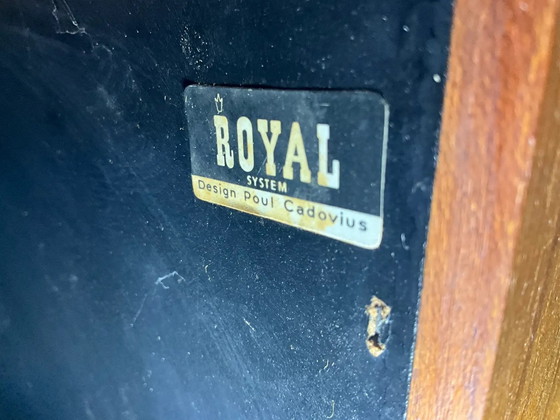 ROYAL
SYSTEM
Design Poul Cadovius